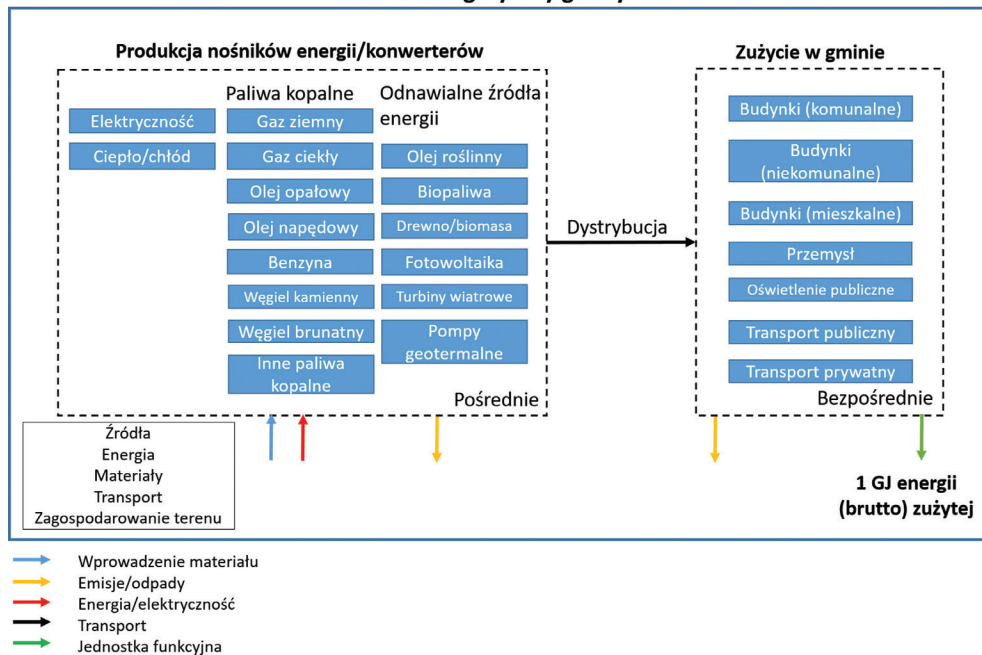 Produkcja nośników energii/konwerterów
Paliwa kopalne
Odnawialne źródła
energii
Elektryczność
Ciepło/chłód
Gaz ziemny
Gaz ciekły
Olej opałowy
Olej napędowy
Benzyna
Węgiel kamienny
Węgiel brunatny
Inne paliwa
kopalne
Olej roślinny
Biopaliwa
Drewno/biomasa
Fotowoltaika
Turbiny wiatrowe
Pompy
geotermalne
Pośrednie
Dystrybucja
Zużycie w gminie
Budynki (komunalne)
Budynki
(niekomunalne)
Budynki (mieszkalne)
Przemysł
Oświetlenie publiczne
Transport publiczny
Transport prywatny
Bezpośrednie
Źródła
Energia
Materiały
Transport
Zagospodarowanie terenu
1 GJ energii
(brutto) zużytej
Wprowadzenie materiału
Emisje/odpady
Energia/elektryczność
Transport
Jednostka funkcyjna